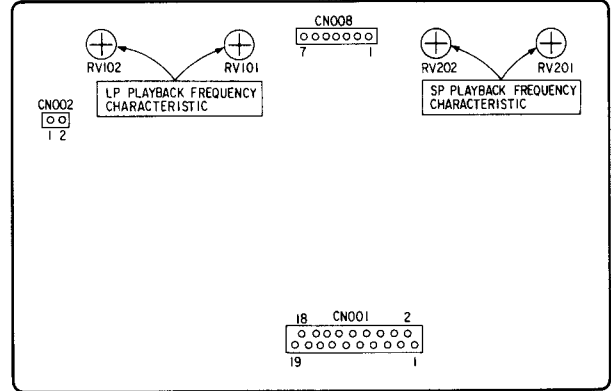 CN008
7 1
RV102
RV101
RV202
RV201
LP PLAYBACK FREQUENCY
CHARACTERISTIC
SP PLAYBACK FREQUENCY
CHARACTERISTIC
CN002
1 2
18 CN001 2
19 1